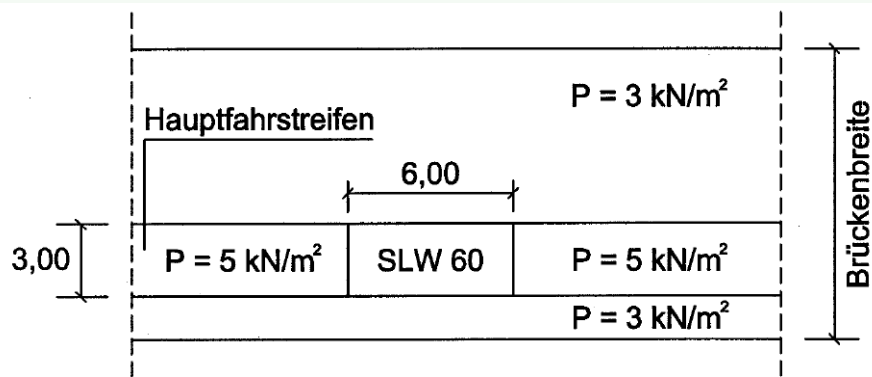 P = 3 kN/m²
Hauptfahrstreifen
6,00
3,00
P = 5 kN/m²
SLW 60
P = 5 kN/m²
P = 3 kN/m²
Brückenbreite